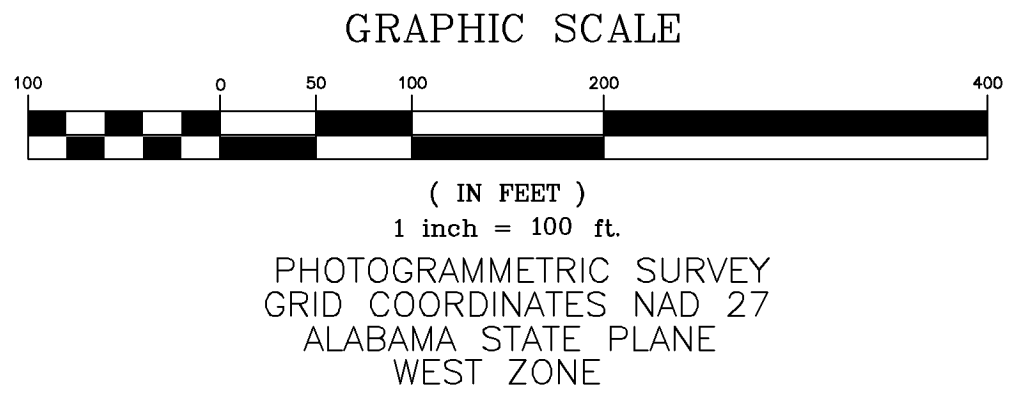 GRAPHIC SCALE
100 0 50 100 200 400
( IN FEET )
1 inch = 100 ft.
PHOTOGRAMMETRIC SURVEY
GRID COORDINATES NAD 27
ALABAMA STATE PLANE
WEST ZONE